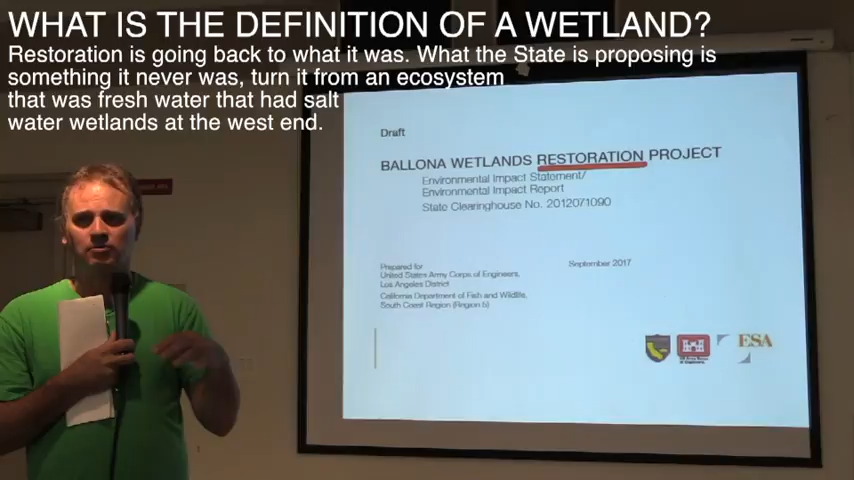 WHAT IS THE DEFINITION OF A WETLAND?
Restoration is going back to what it was. What the State is proposing is
something it never was, turn it from an ecosystem
that was fresh water that had salt
water wetlands at the west end.
Draft
BALLONA WETLANDS RESTORATION PROJECT
Environmental Impact Statement/
Environmental Impact Report
State Clearinghouse No. 2012071090
Prepared for
United States Army Corps of Engineers,
Los Angeles District
California Department of Fish and Wildlife,
South Coast Region (Region 5)
September 2017
ESA